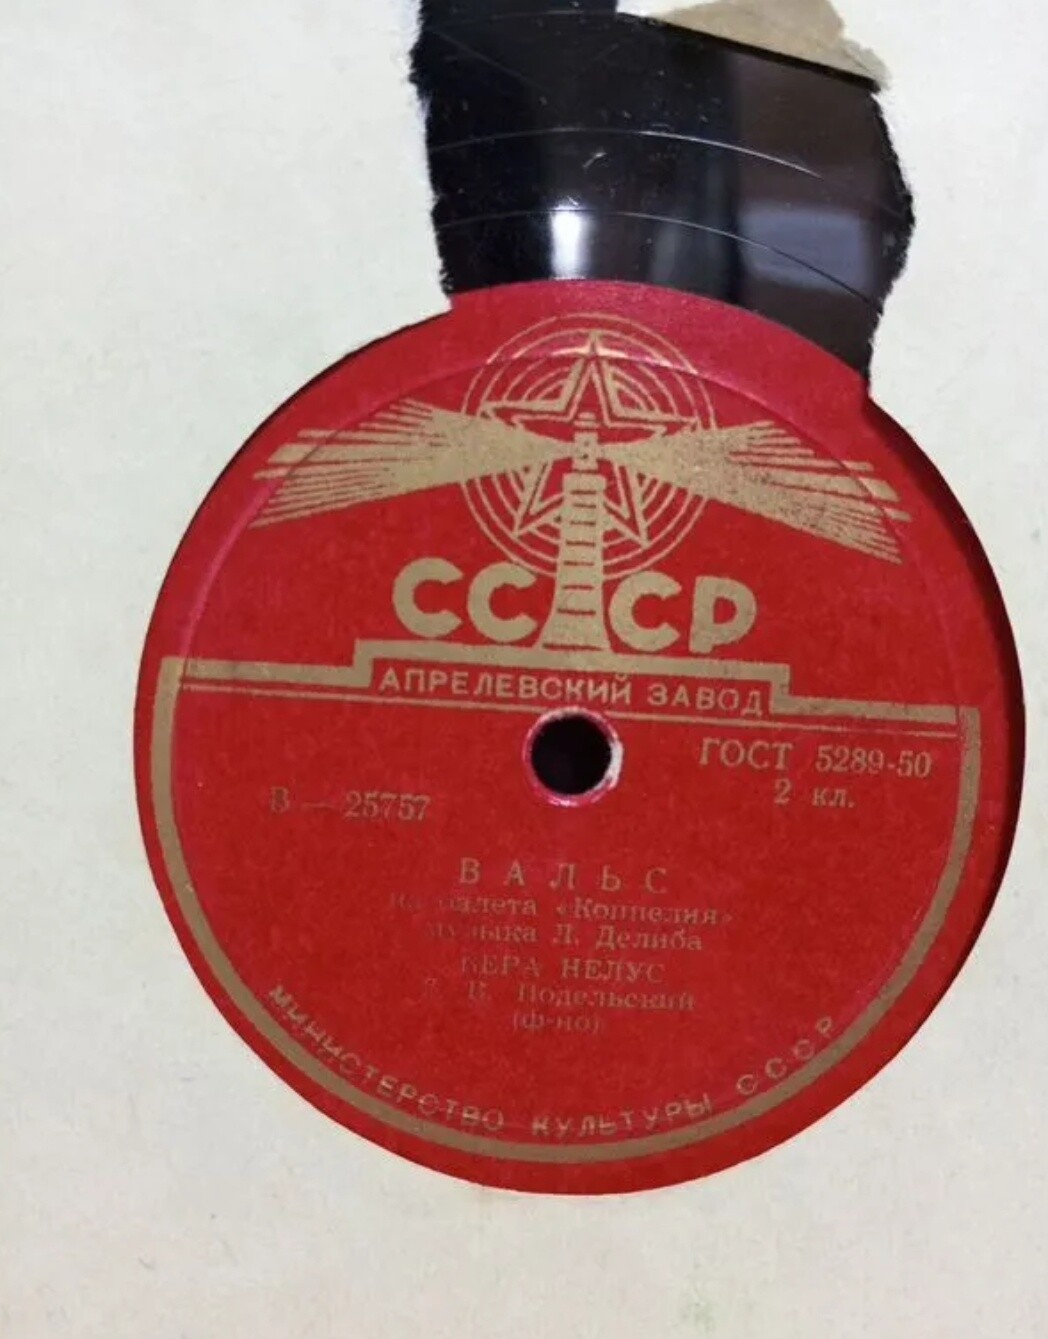 СССР
АПРЕЛЕВСКИЙ ЗАВОД
ГОСТ 5289-50
2 кл.
В — 25757
ВАЛЬС
из балета «Коппелия»
музыка Л. Делиба
НЕЛУС
Подельский
(ф-но)
МИНИСТЕРСТВО КУЛЬТУРЫ СССР